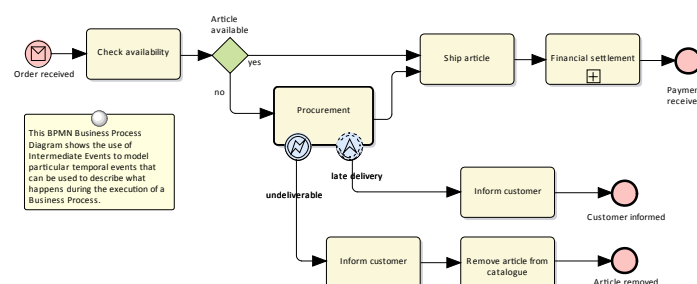 Article
available
Check availability
yes
Ship article
Financial settlement
Order received
no
Procurement
Payment
receive
This BPMN Business Process
Diagram shows the use of
Intermediate Events to model
particular temporal events that
can be used to describe what
happens during the execution of a
Business Process.
late delivery
undeliverable
Inform customer
Customer informed
Inform customer
Remove article from
catalogue
Article removed